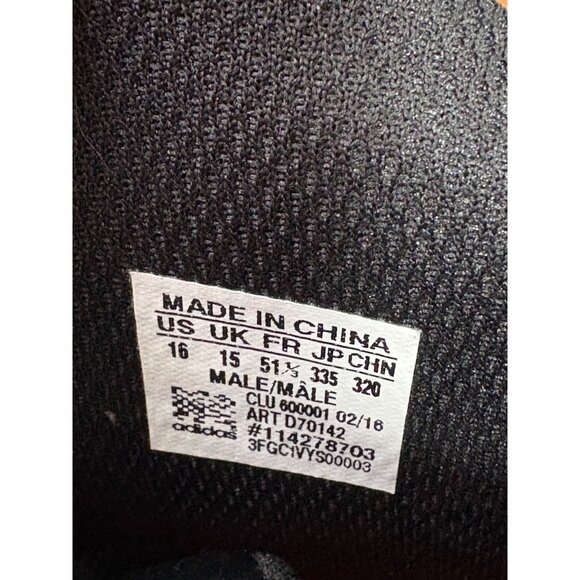 MADE IN CHINA
US UK FR JP CHN
16 15 51⅓ 335 320
MALE/MÂLE
CLU 600001 02/16
ART D70142
#114278703
3FGC1VYS00003
adidas